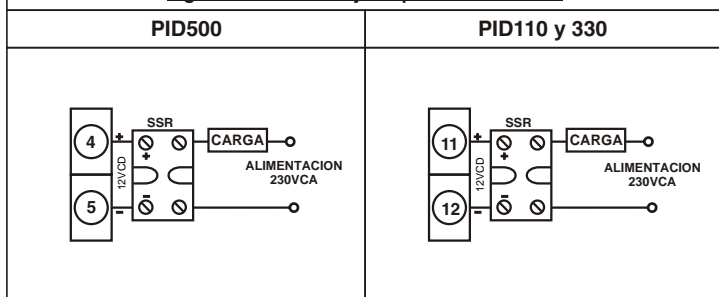 PID500
PID110 y 330
SSR
4
+
+
CARGA
12VCD
ALIMENTACION
230VCA
5
-
-
SSR
11
+
+
CARGA
12VCD
ALIMENTACION
230VCA
12
-
-